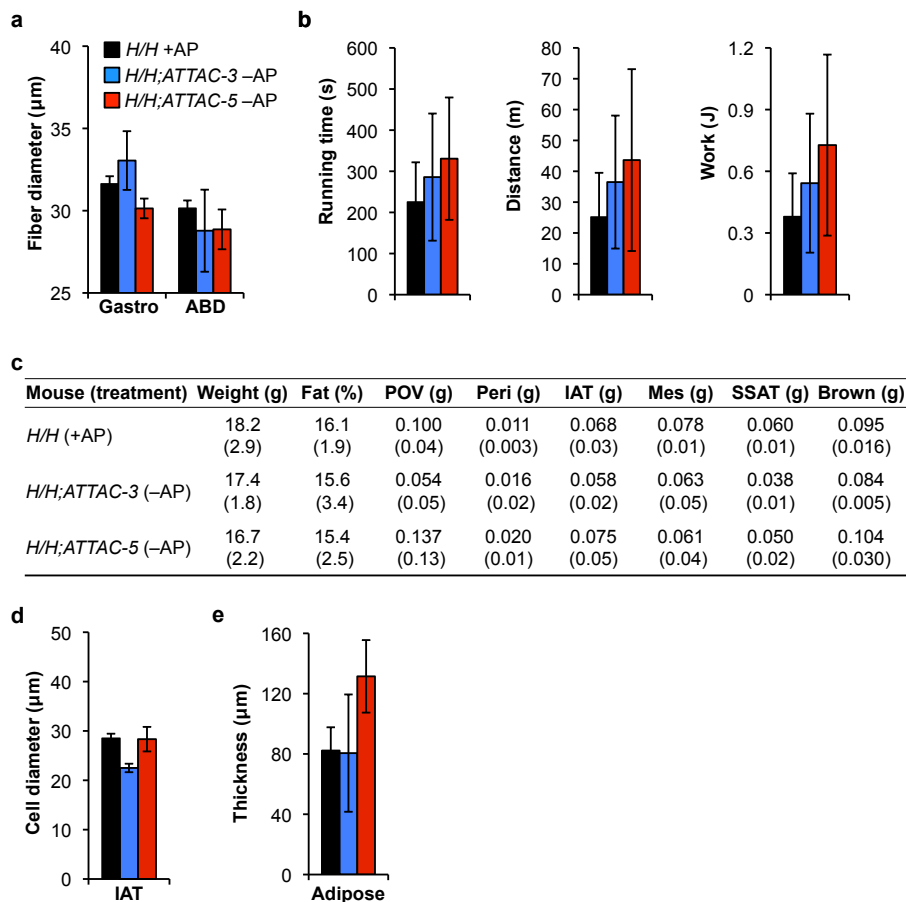 a
40
35
30
25
Fiber diameter (µm)
H/H +AP
H/H;ATTAC-3 –AP
H/H;ATTAC-5 –AP
Gastro ABD
b
600
500
400
300
200
100
0
Running time (s)
80
70
60
50
40
30
20
10
0
Distance (m)
1.2
0.9
0.6
0.3
0
Work (J)
c
Mouse (treatment) Weight (g) Fat (%) POV (g) Peri (g) IAT (g) Mes (g) SSAT (g) Brown (g)
H/H (+AP) 18.2 16.1 0.100 0.011 0.068 0.078 0.060 0.095
(2.9) (1.9) (0.04) (0.003) (0.03) (0.01) (0.01) (0.016)
H/H;ATTAC-3 (–AP) 17.4 15.6 0.054 0.016 0.058 0.063 0.038 0.084
(1.8) (3.4) (0.05) (0.02) (0.02) (0.05) (0.01) (0.005)
H/H;ATTAC-5 (–AP) 16.7 15.4 0.137 0.020 0.075 0.061 0.050 0.104
(2.2) (2.5) (0.13) (0.01) (0.05) (0.04) (0.02) (0.030)
d
50
40
30
20
10
0
Cell diameter (µm)
IAT
e
160
120
80
40
0
Thickness (µm)
Adipose